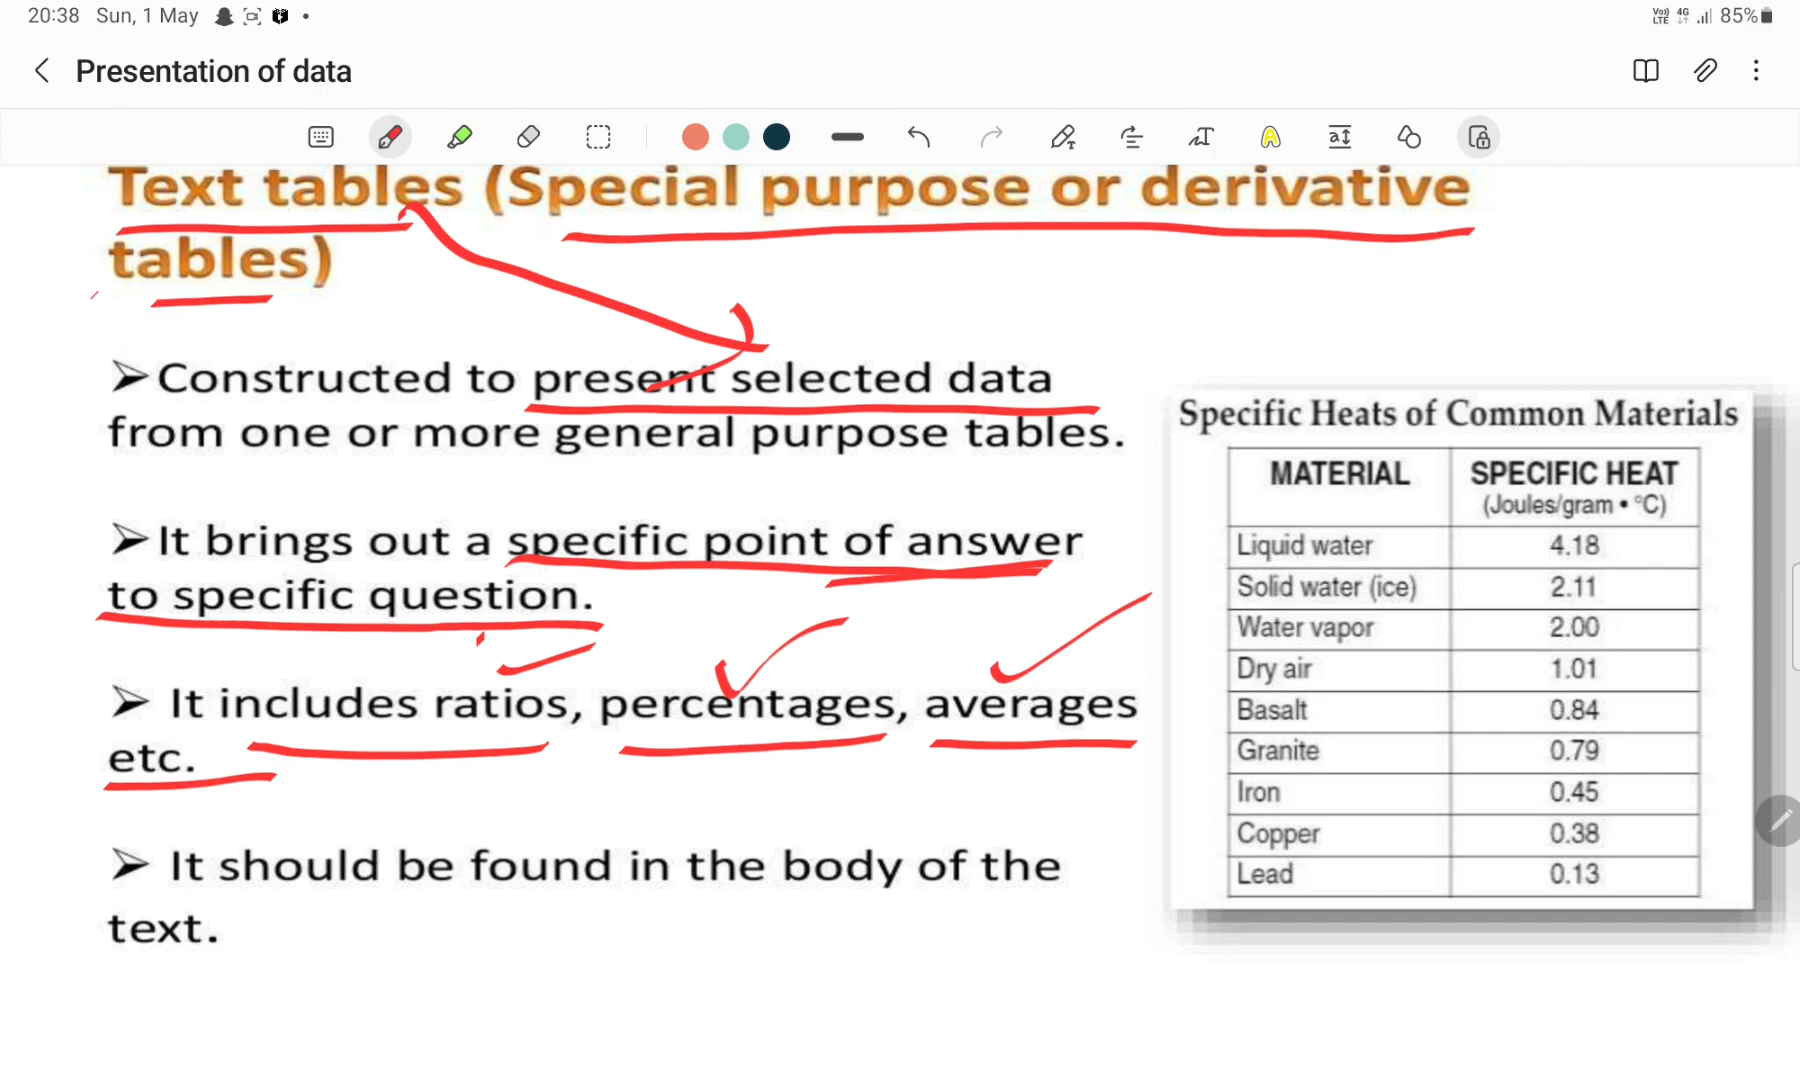 20:38 Sun, 1 May
Vo)) LTE 4G 85%
Presentation of data
Text tables (Special purpose or derivative
tables)
➢Constructed to present selected data
from one or more general purpose tables.
➢It brings out a specific point of answer
to specific question.
➢ It includes ratios, percentages, averages
etc.
➢ It should be found in the body of the
text.
Specific Heats of Common Materials
MATERIAL SPECIFIC HEAT
(Joules/gram • °C)
Liquid water 4.18
Solid water (ice) 2.11
Water vapor 2.00
Dry air 1.01
Basalt 0.84
Granite 0.79
Iron 0.45
Copper 0.38
Lead 0.13